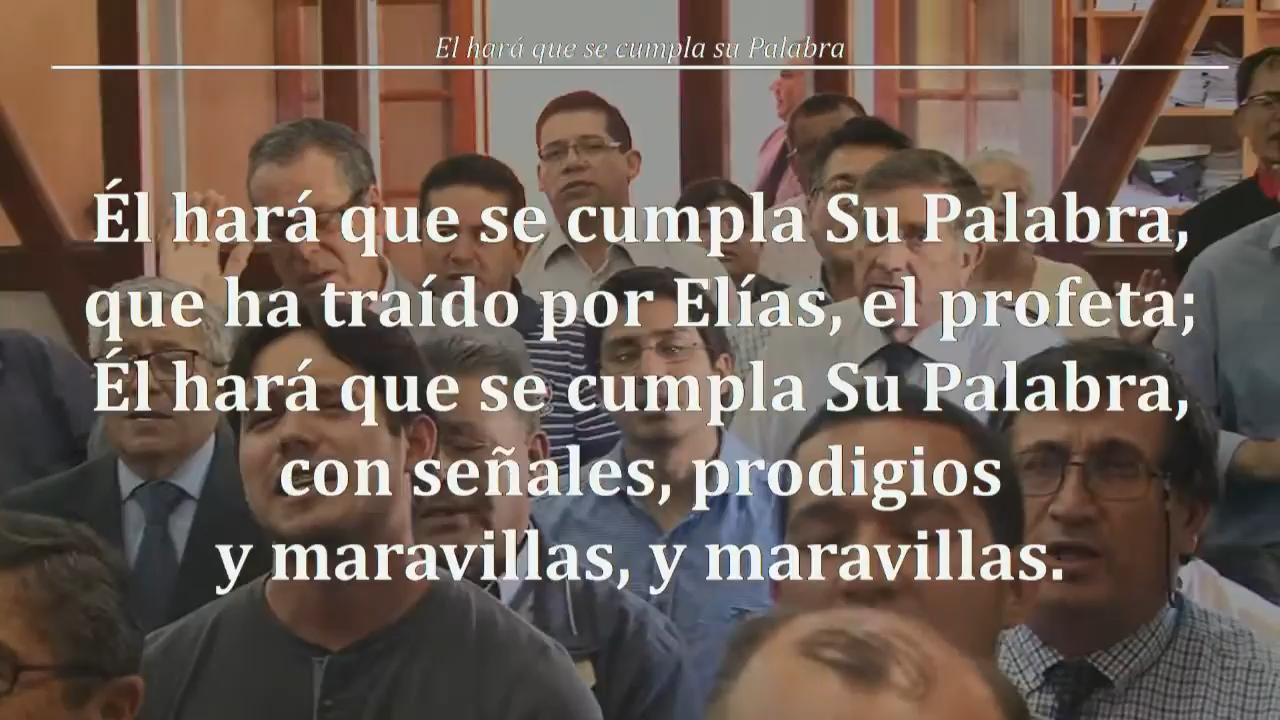 El hará que se cumpla su Palabra
Él hará que se cumpla Su Palabra,
que ha traído por Elías, el profeta;
Él hará que se cumpla Su Palabra,
con señales, prodigios
y maravillas, y maravillas.